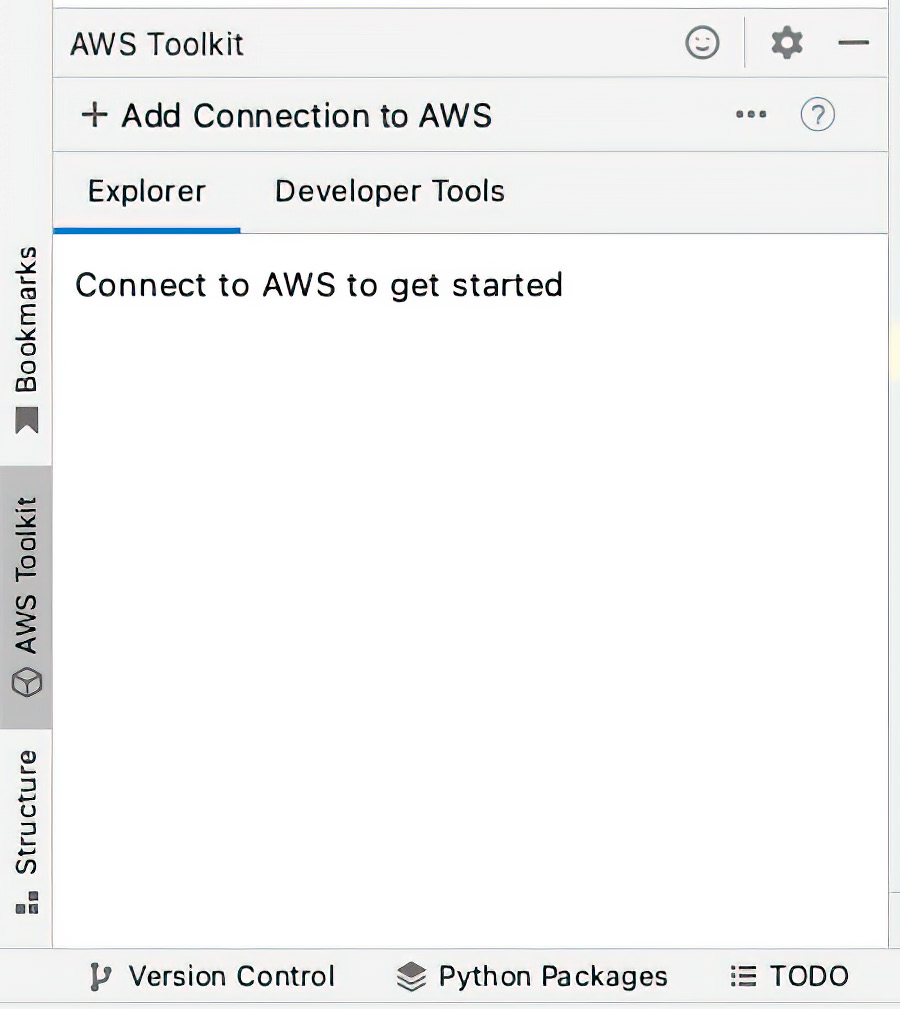 AWS Toolkit
+ Add Connection to AWS
... ?
Explorer Developer Tools
Connect to AWS to get started
Bookmarks
AWS Toolkit
Structure
Version Control Python Packages TODO